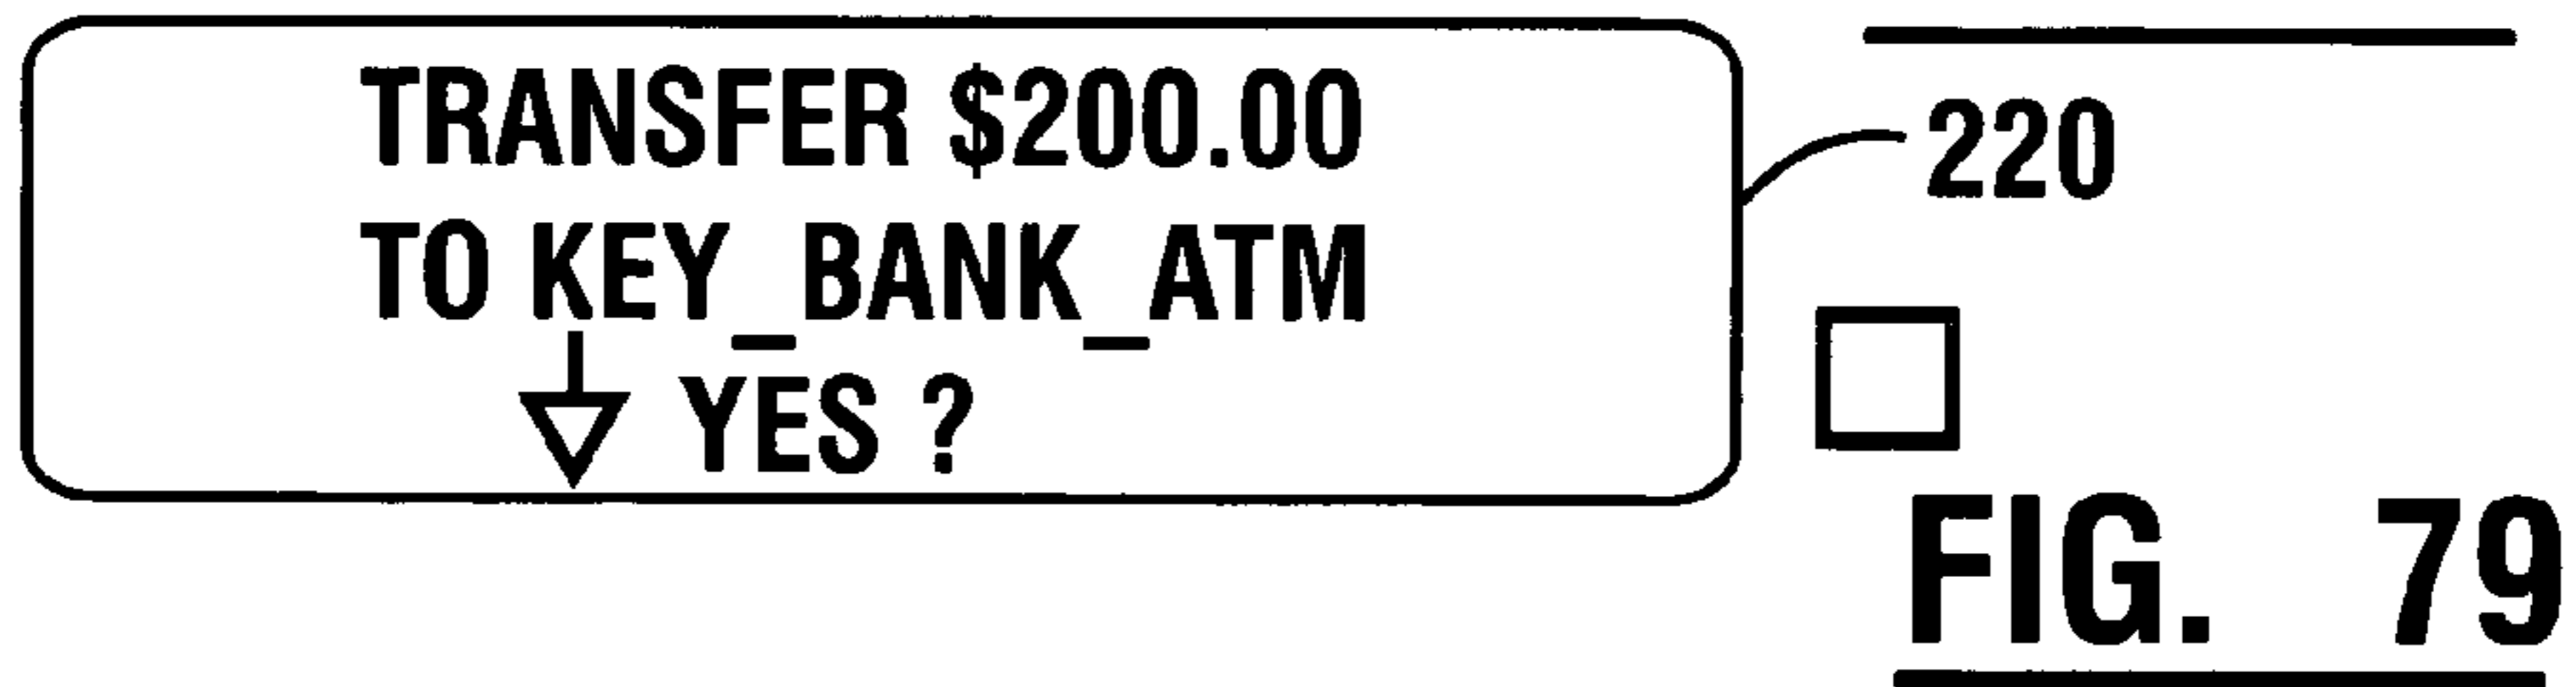 TRANSFER $200.00
TO KEY_BANK_ATM
YES ?
220
FIG. 79